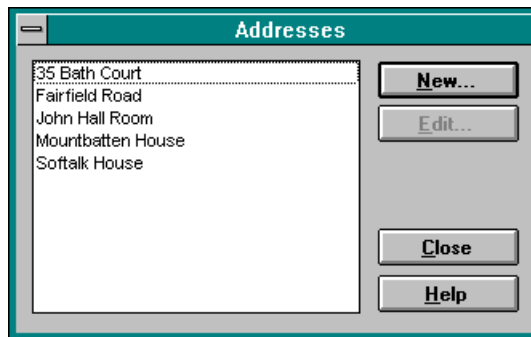 Addresses
35 Bath Court
Fairfield Road
John Hall Room
Mountbatten House
Softalk House
New...
Edit...
Close
Help